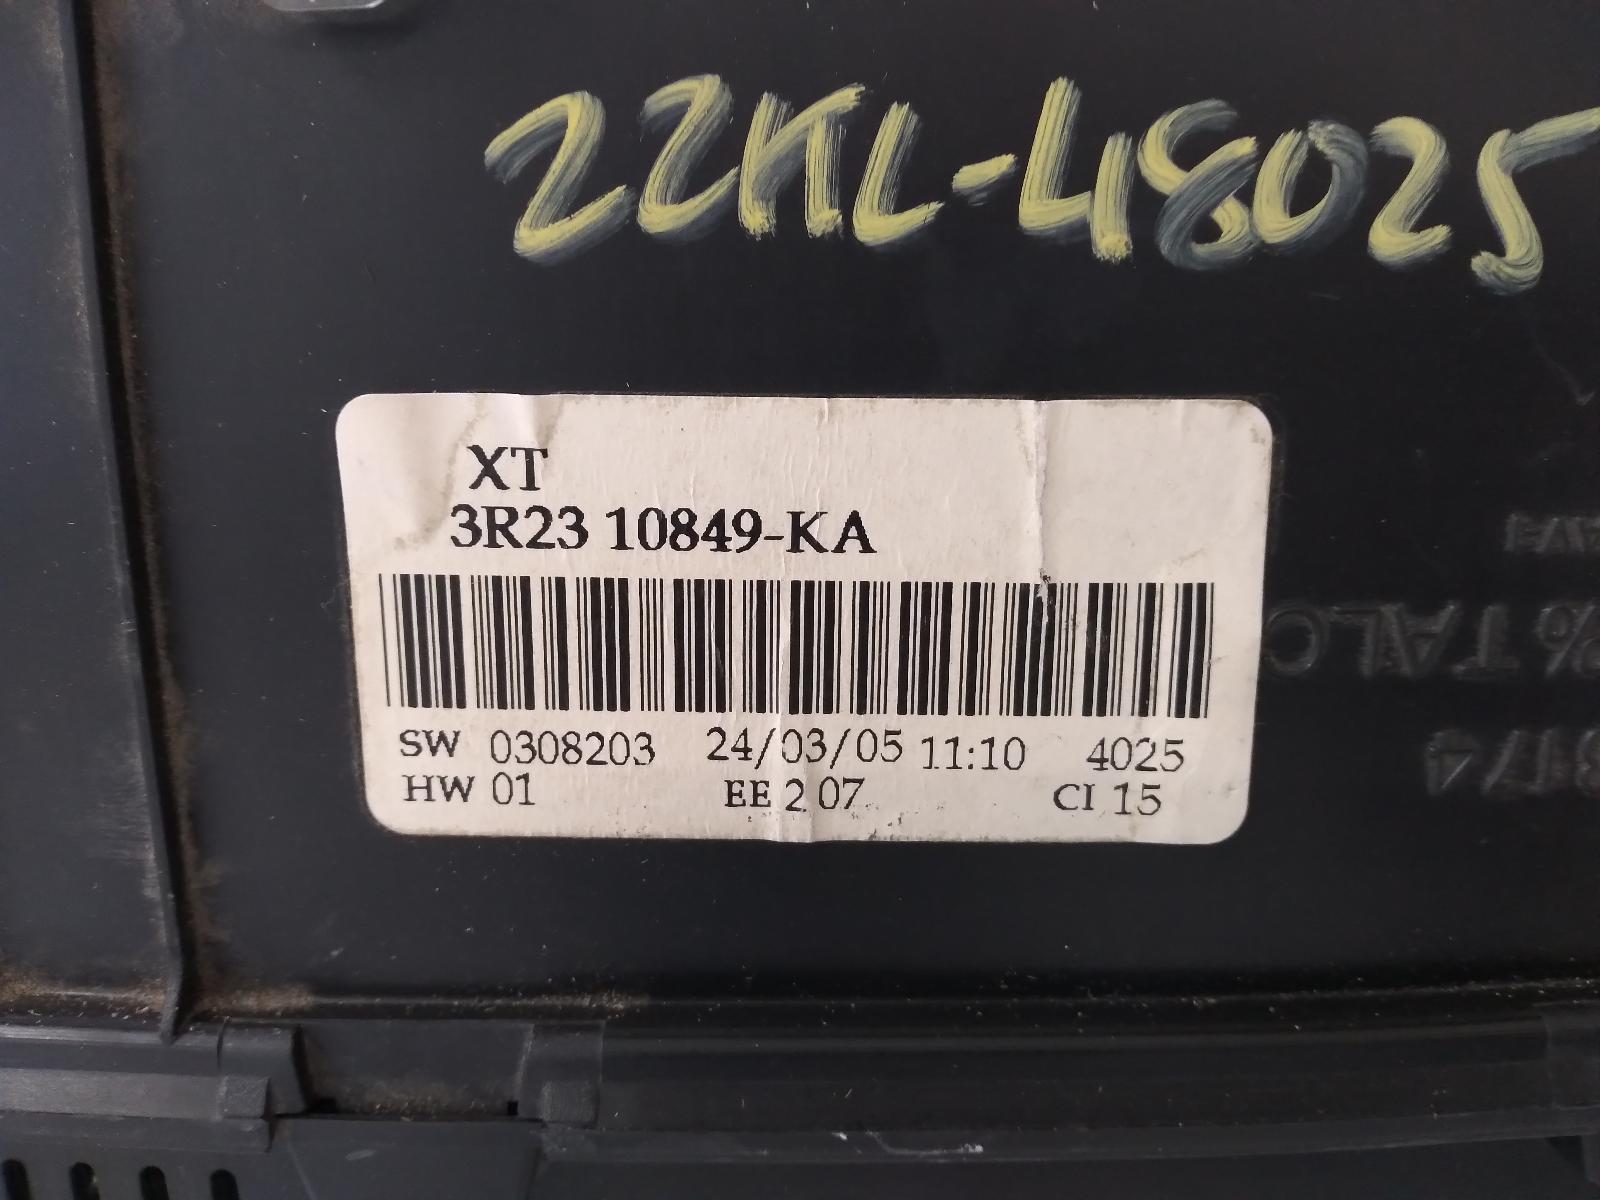 22KL-48025
XT
3R23 10849-KA
% TALC
SW 0308203 24/03/05 11:10 4025
HW 01 EE 2 07 CI 15